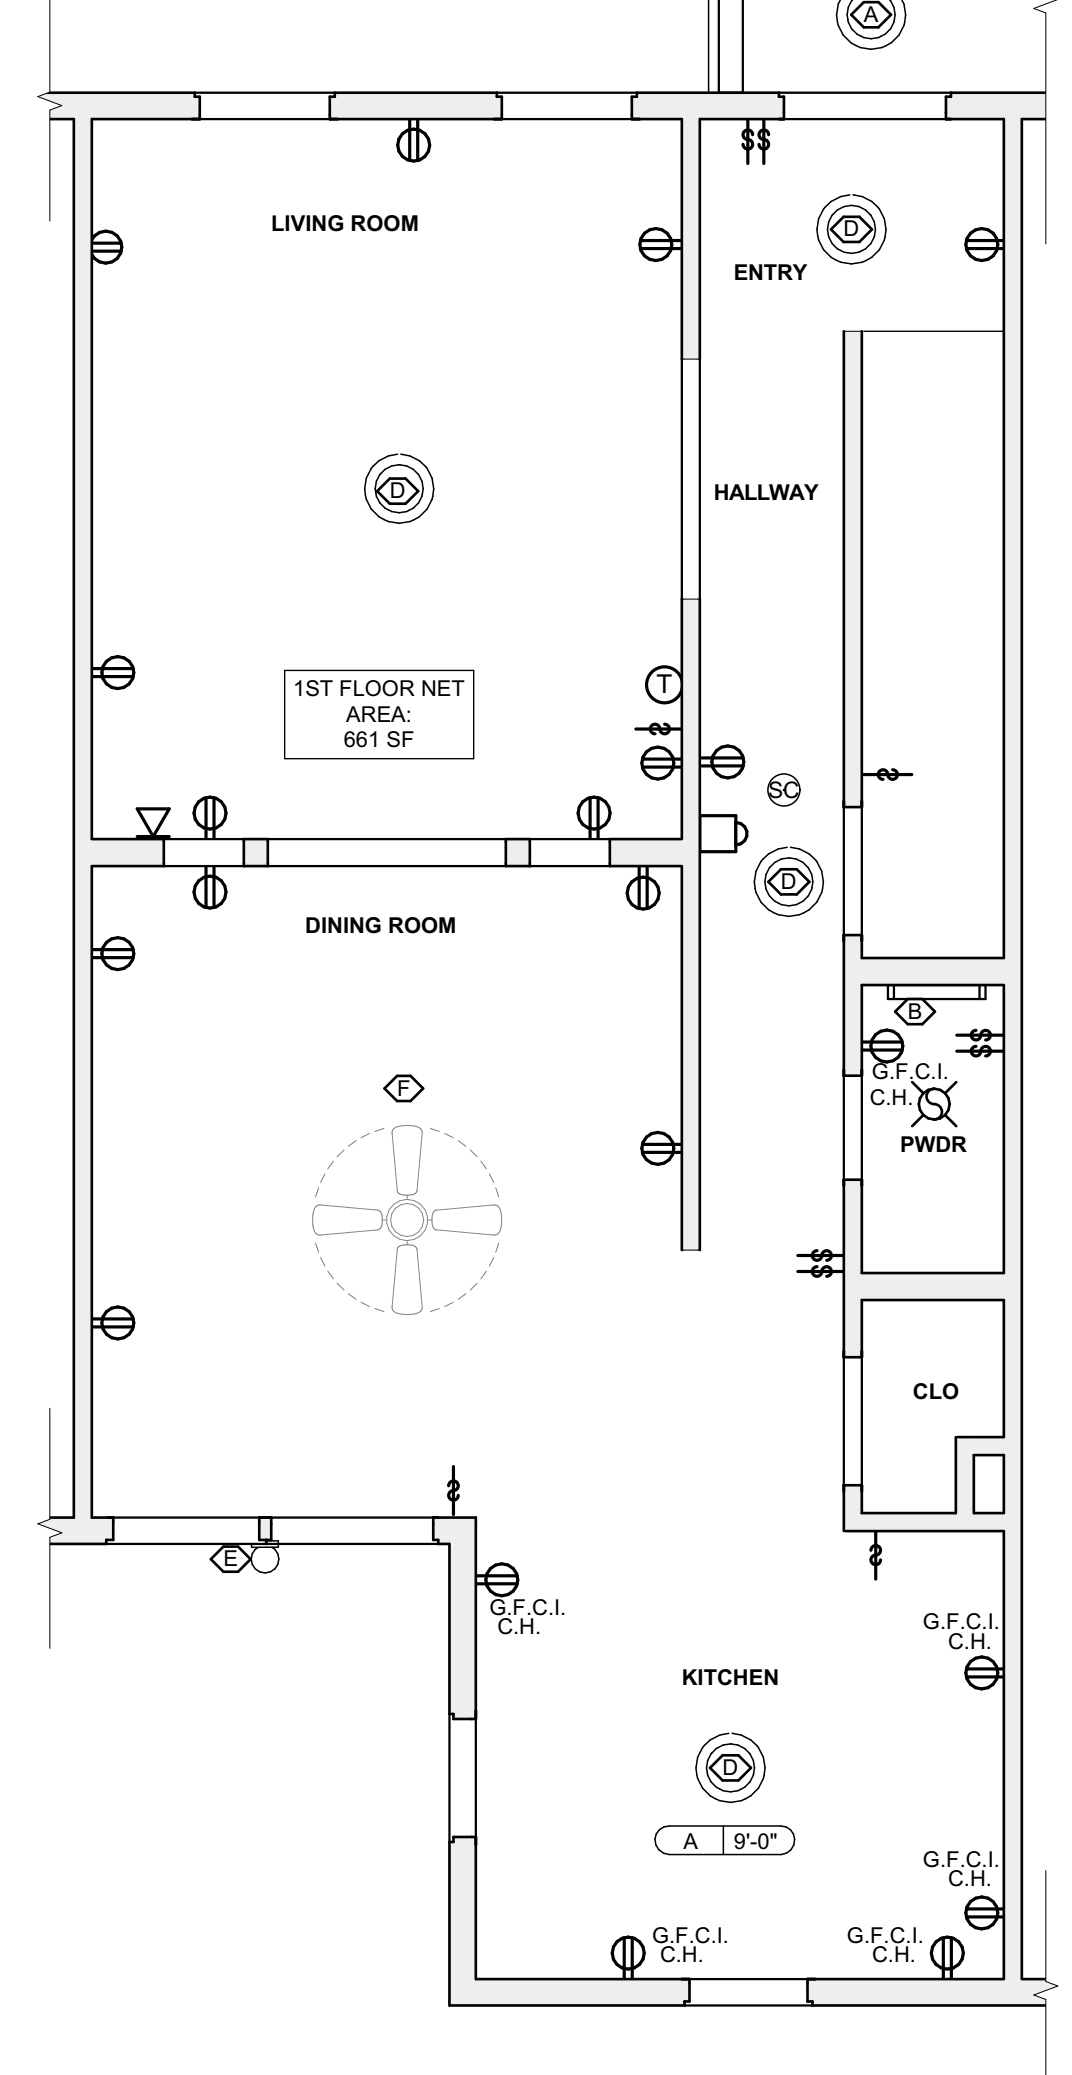 A
$$
LIVING ROOM
D
ENTRY
D
HALLWAY
1ST FLOOR NET
AREA:
661 SF
T
$
$
SC
D
DINING ROOM
B
$$
G.F.C.I.
C.H.
PWDR
F
$$
CLO
$
$
E
G.F.C.I.
C.H.
G.F.C.I.
C.H.
KITCHEN
D
A 9'-0"
G.F.C.I.
C.H.
G.F.C.I.
C.H.
G.F.C.I.
C.H.